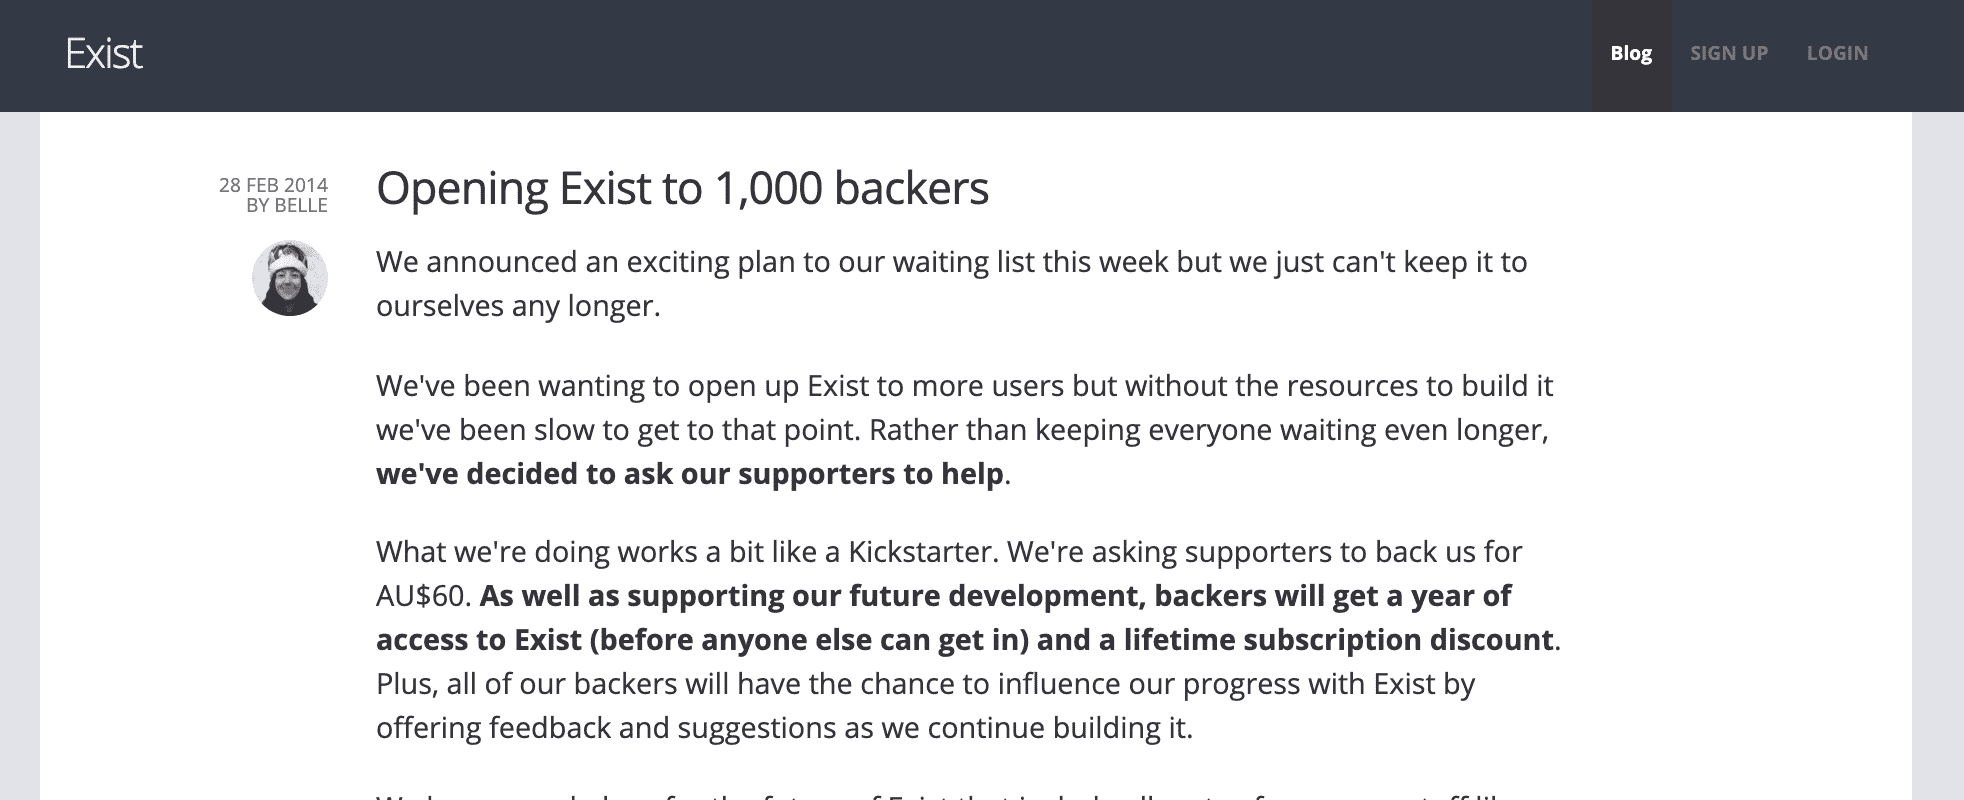 Exist
Blog
SIGN UP
LOGIN
28 FEB 2014
BY BELLE
Opening Exist to 1,000 backers
We announced an exciting plan to our waiting list this week but we just can't keep it to
ourselves any longer.
We've been wanting to open up Exist to more users but without the resources to build it
we've been slow to get to that point. Rather than keeping everyone waiting even longer,
we've decided to ask our supporters to help.
What we're doing works a bit like a Kickstarter. We're asking supporters to back us for
AU$60. As well as supporting our future development, backers will get a year of
access to Exist (before anyone else can get in) and a lifetime subscription discount.
Plus, all of our backers will have the chance to influence our progress with Exist by
offering feedback and suggestions as we continue building it.